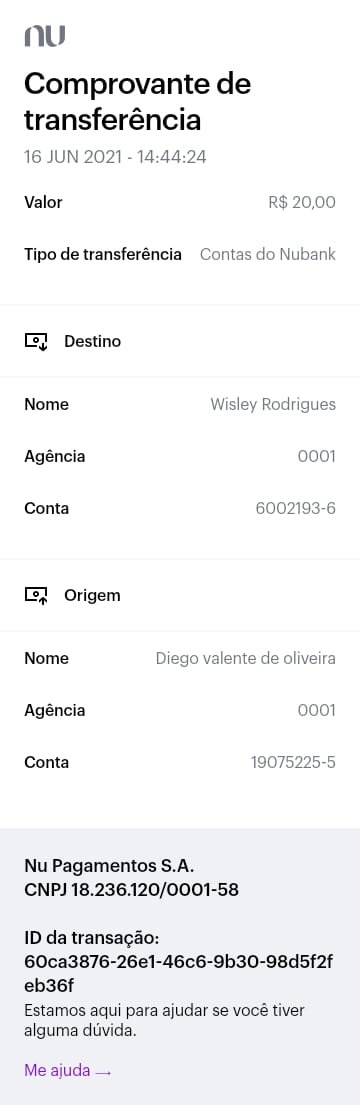 nu
Comprovante de
transferência
16 JUN 2021 - 14:44:24
Valor R$ 20,00
Tipo de transferência Contas do Nubank
Destino
Nome Wisley Rodrigues
Agência 0001
Conta 6002193-6
Origem
Nome Diego valente de oliveira
Agência 0001
Conta 19075225-5
Nu Pagamentos S.A.
CNPJ 18.236.120/0001-58
ID da transação:
60ca3876-26e1-46c6-9b30-98d5f2f
eb36f
Estamos aqui para ajudar se você tiver
alguma dúvida.
Me ajuda →